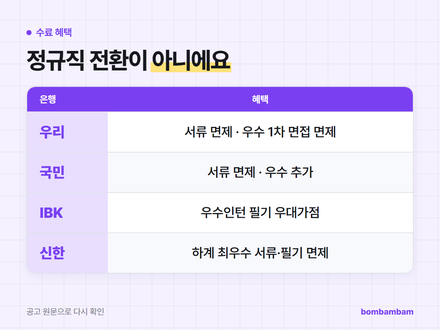 수료 혜택
정규직 전환이 아니에요
은행 혜택
우리 서류 면제 · 우수 1차 면접 면제
국민 서류 면제 · 우수 추가
IBK 우수인턴 필기 우대가점
신한 하계 최우수 서류·필기 면제
공고 원문으로 다시 확인 bombambam